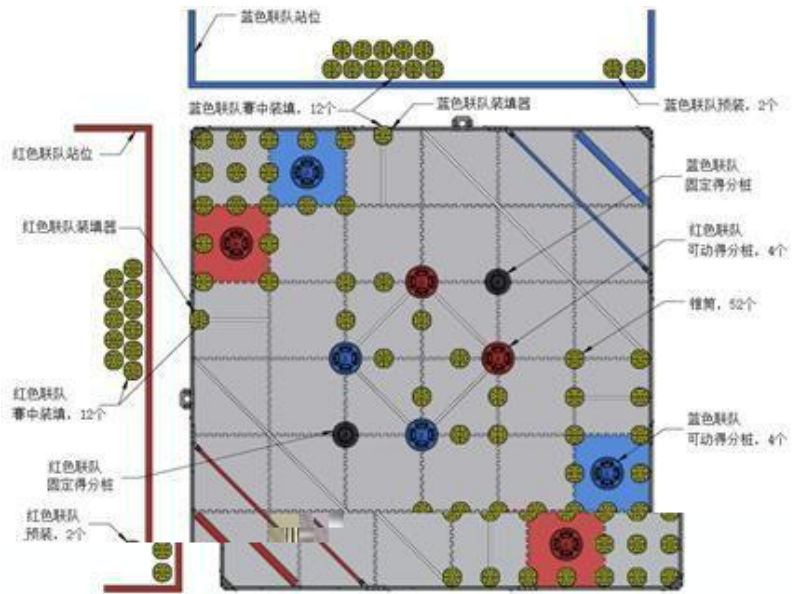 蓝色联队站位
蓝色联队赛中装填，12个
蓝色联队装填器
蓝色联队预装，2个
红色联队站位
蓝色联队
固定得分桩
红色联队装填器
红色联队
可动得分桩，4个
锥筒，52个
红色联队
赛中装填，12个
蓝色联队
可动得分桩，4个
红色联队
固定得分桩
红色联队
预装，2个